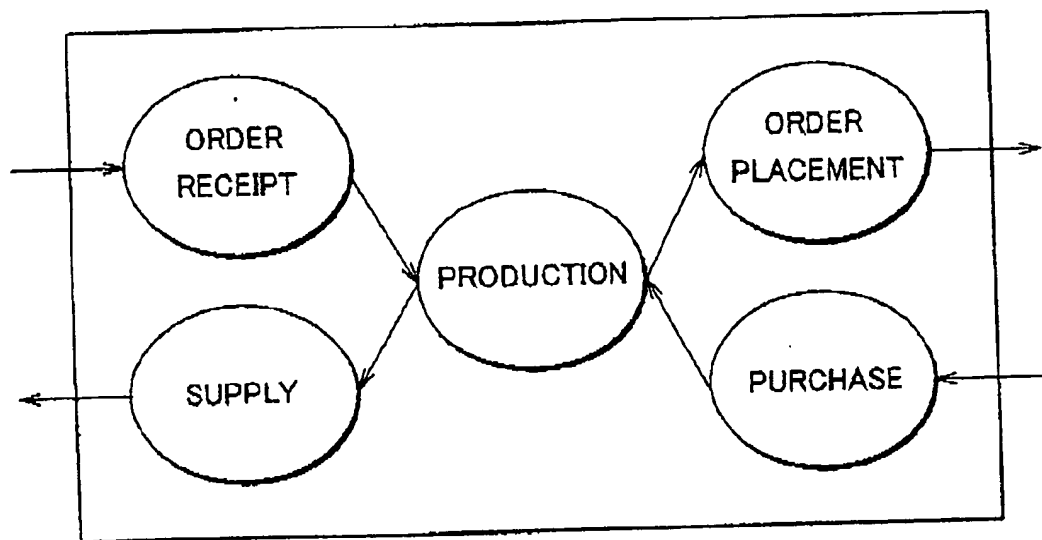 ORDER
RECEIPT
ORDER
PLACEMENT
PRODUCTION
SUPPLY
PURCHASE